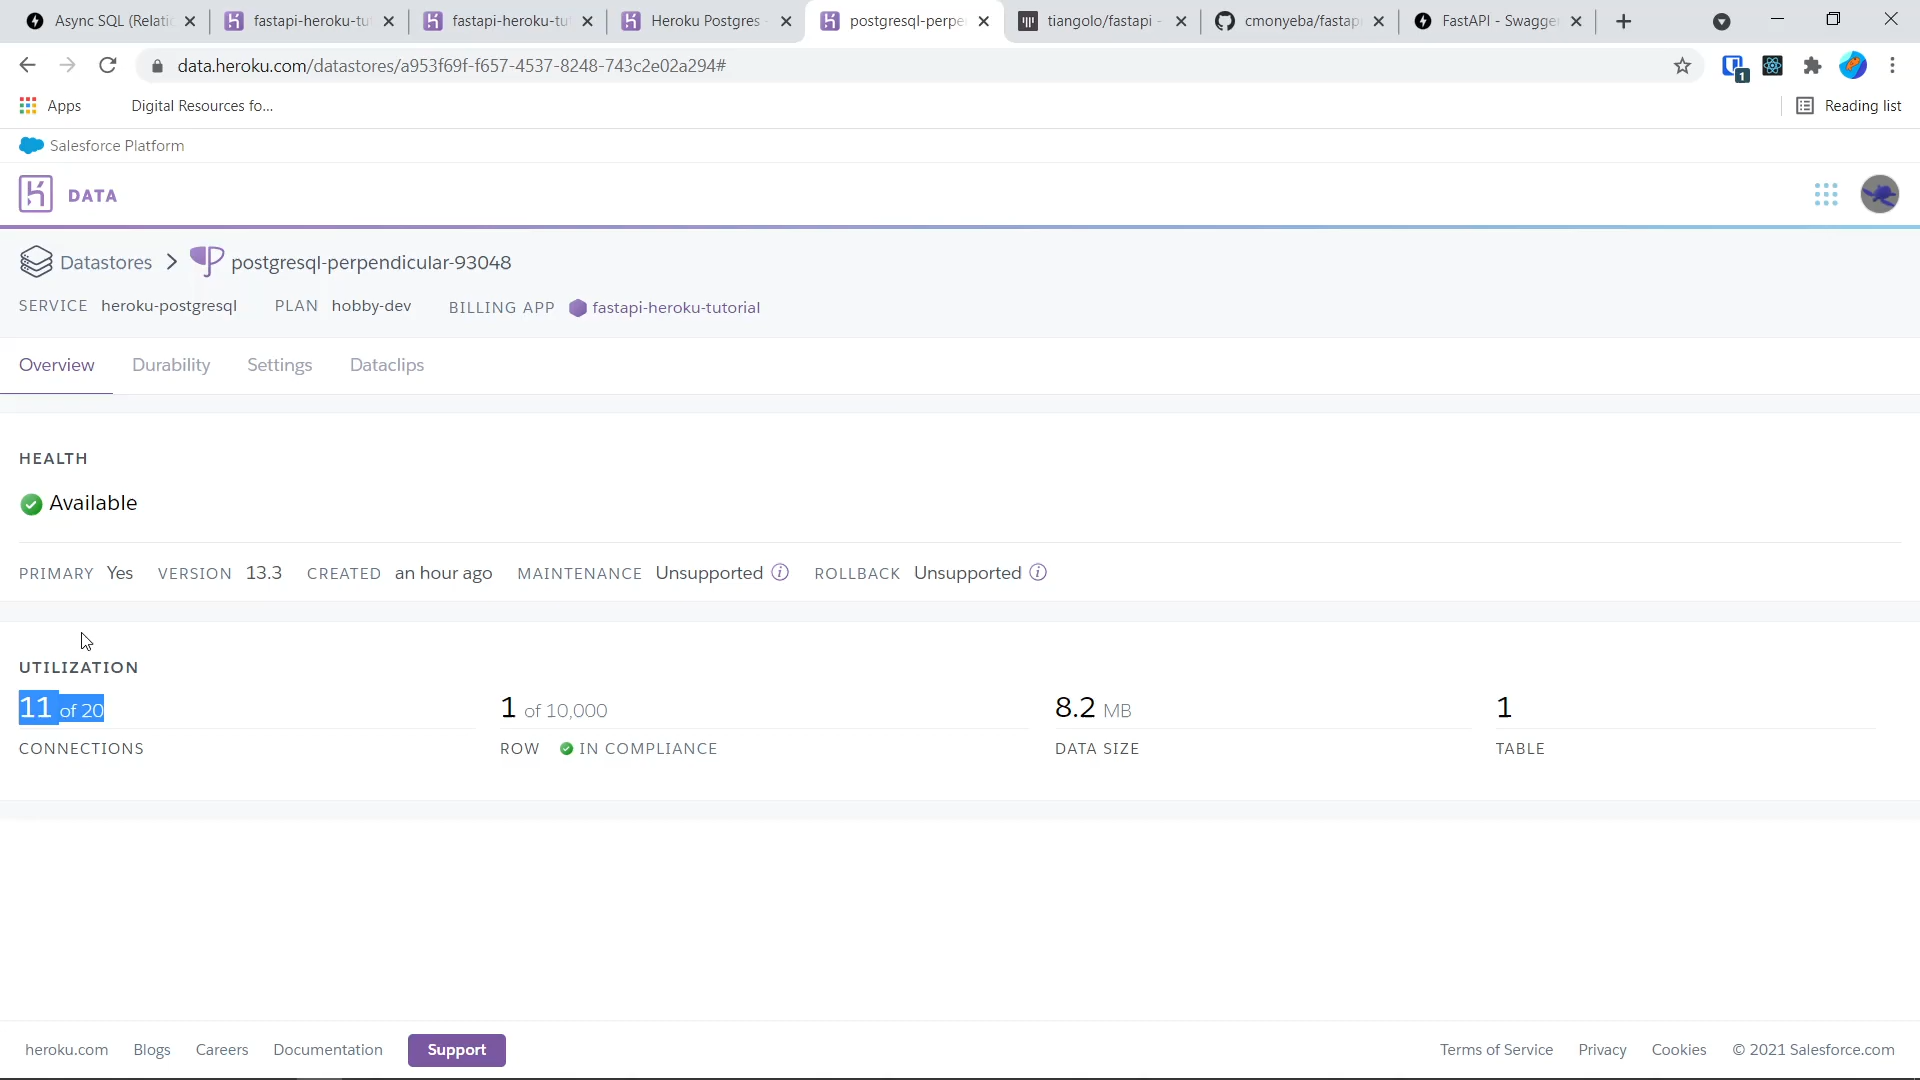 Async SQL (Relatic
fastapi-heroku-tut
fastapi-heroku-tut
Heroku Postgres -
postgresql-perpe
tiangolo/fastapi -
cmonyeba/fastap
FastAPI - Swagge
data.heroku.com/datastores/a953f69f-f657-4537-8248-743c2e02a294#
1
Apps
Digital Resources fo...
Reading list
Salesforce Platform
DATA
Datastores
postgresql-perpendicular-93048
SERVICE heroku-postgresql PLAN hobby-dev BILLING APP fastapi-heroku-tutorial
Overview Durability Settings Dataclips
HEALTH
Available
PRIMARY Yes VERSION 13.3 CREATED an hour ago MAINTENANCE Unsupported ROLLBACK Unsupported
UTILIZATION
11 of 20
CONNECTIONS
1 of 10,000
ROW IN COMPLIANCE
8.2 MB
DATA SIZE
1
TABLE
heroku.com Blogs Careers Documentation Support
Terms of Service Privacy Cookies © 2021 Salesforce.com